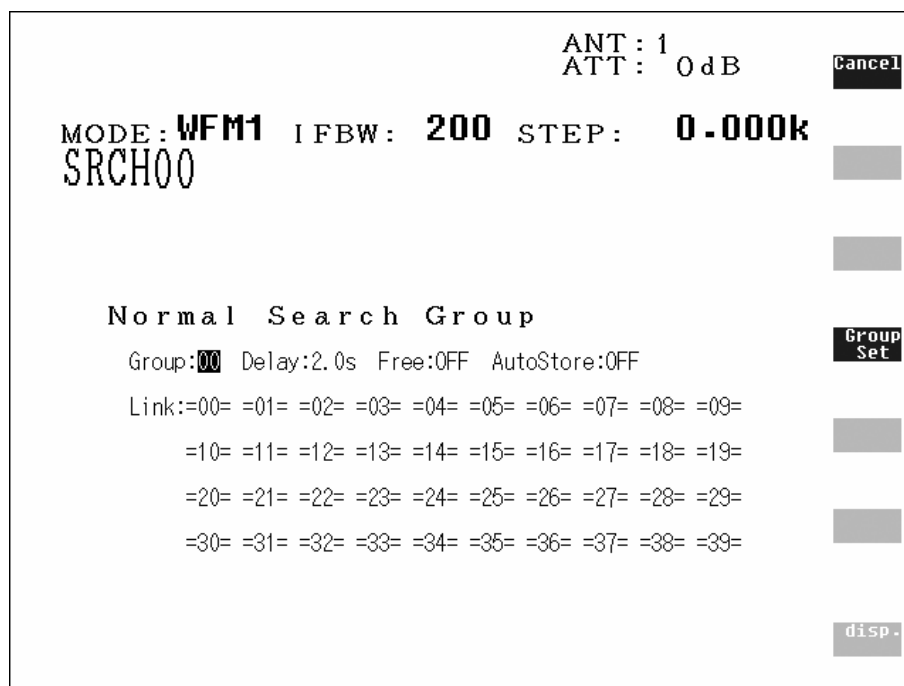 ANT:1
ATT: 0dB
Cancel
MODE:WFM1 IFBW: 200 STEP: 0.000k
SRCH00
Normal Search Group
Group
Set
Group:00 Delay:2.0s Free:OFF AutoStore:OFF
Link:=00= =01= =02= =03= =04= =05= =06= =07= =08= =09=
=10= =11= =12= =13= =14= =15= =16= =17= =18= =19=
=20= =21= =22= =23= =24= =25= =26= =27= =28= =29=
=30= =31= =32= =33= =34= =35= =36= =37= =38= =39=
disp.